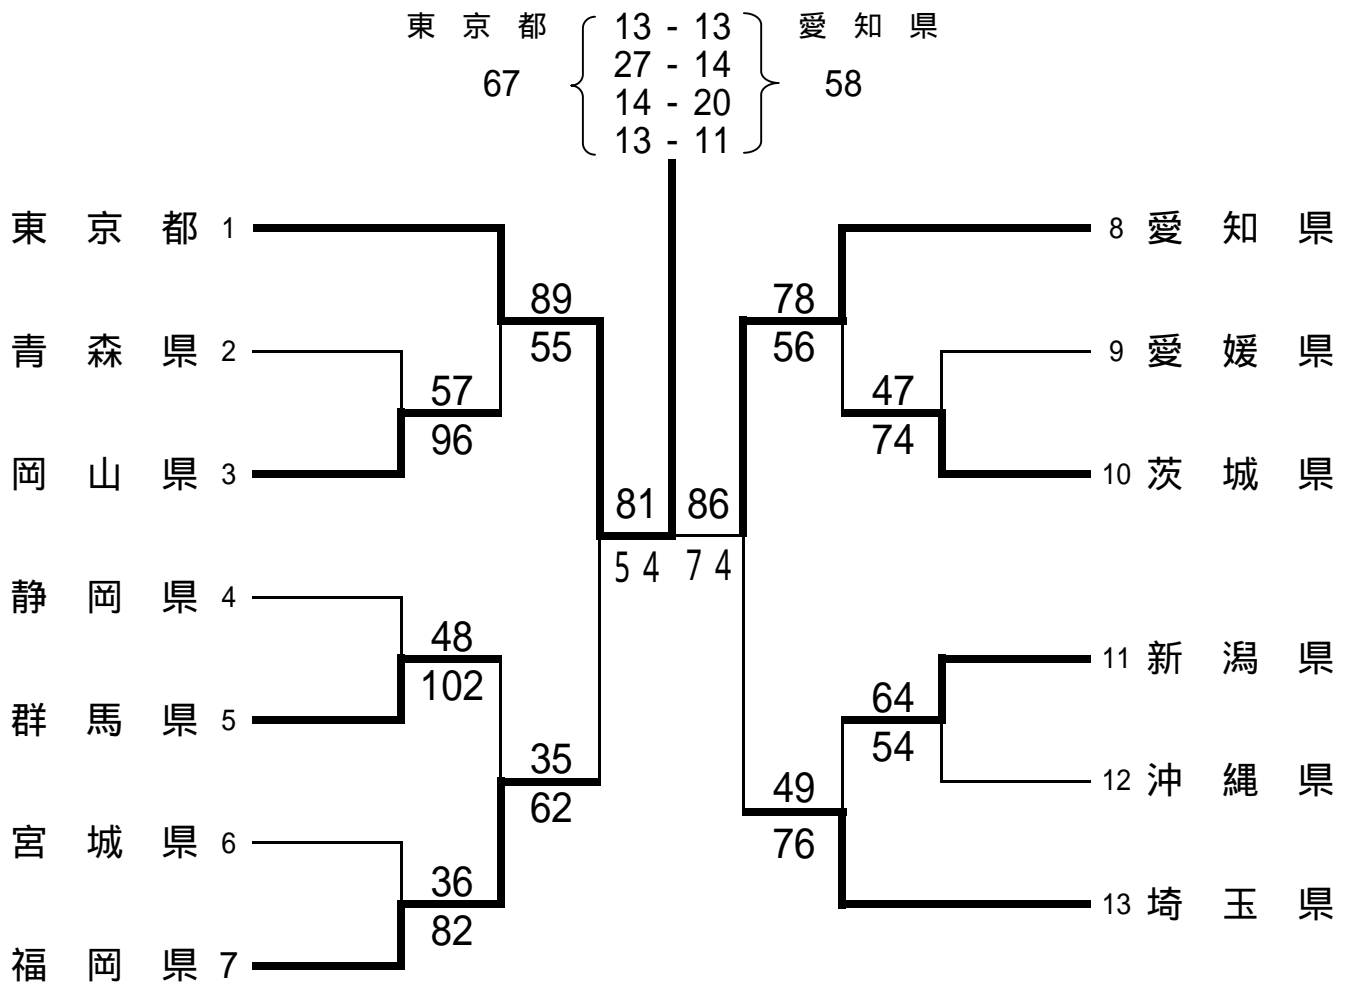 東京都 13 - 13 愛知県
67 27 - 14 58
14 - 20
13 - 11
東京都 1
8 愛知県
89 78
青森県 2 55 56 9 愛媛県
57 47
96 74
岡山県 3 10 茨城県
81 86
54 74
静岡県 4
48 11 新潟県
102 64
群馬県 5 54
35 12 沖縄県
62 49
宮城県 6 76
36 13 埼玉県
82
福岡県 7